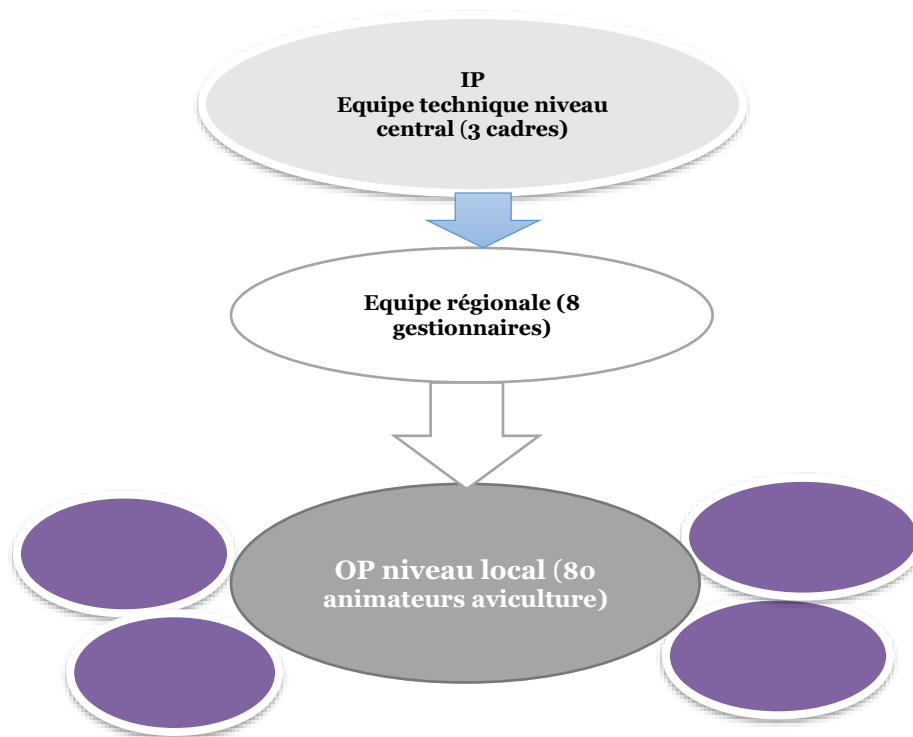 IP
Equipe technique niveau
central (3 cadres)
Equipe régionale (8
gestionnaires)
OP niveau local (80
animateurs aviculture)